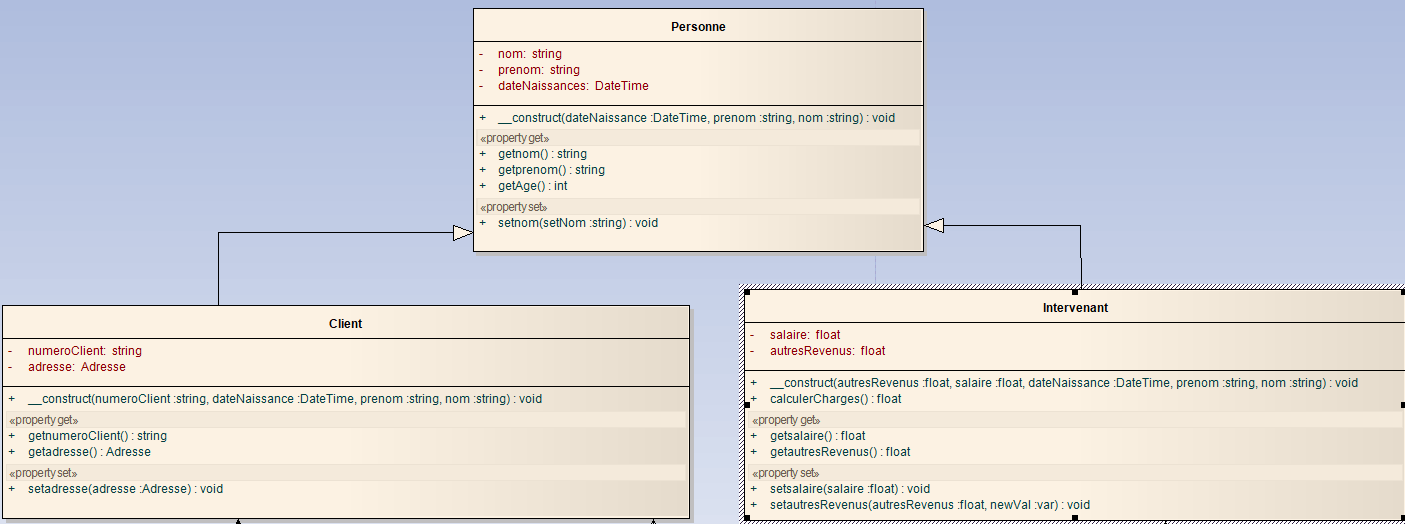 Personne
- nom: string
- prenom: string
- dateNaissances: DateTime
+ __construct(dateNaissance :DateTime, prenom :string, nom :string) : void
«property get»
+ getnom() : string
+ getprenom() : string
+ getAge() : int
«property set»
+ setnom(setNom :string) : void
Client
- numeroClient: string
- adresse: Adresse
+ __construct(numeroClient :string, dateNaissance :DateTime, prenom :string, nom :string) : void
«property get»
+ getnumeroClient() : string
+ getadresse() : Adresse
«property set»
+ setadresse(adresse :Adresse) : void
Intervenant
- salaire: float
- autresRevenus: float
+ __construct(autresRevenus :float, salaire :float, dateNaissance :DateTime, prenom :string, nom :string) : void
+ calculerCharges() : float
«property get»
+ getsalaire() : float
+ getautresRevenus() : float
«property set»
+ setsalaire(salaire :float) : void
+ setautresRevenus(autresRevenus :float, newVal :var) : void